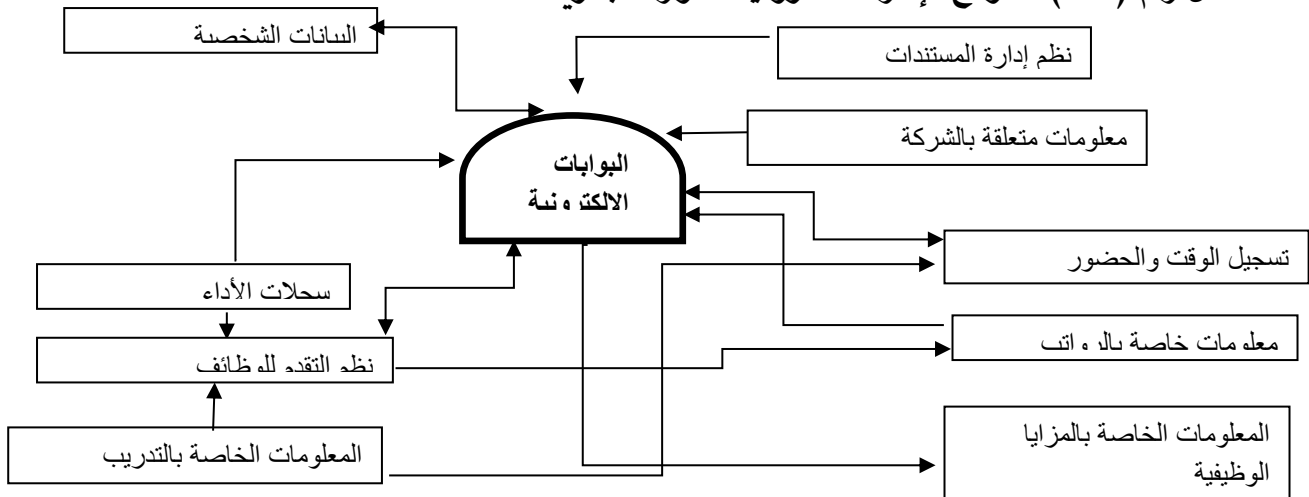 البيانات الشخصية
نظم إدارة المستندات
معلومات متعلقة بالشركة
البوابات
الالكترونية
تسجيل الوقت والحضور
سجلات الأداء
معلومات خاصة بالرواتب
نظم التقدم للوظائف
المعلومات الخاصة بالمزايا
الوظيفية
المعلومات الخاصة بالتدريب